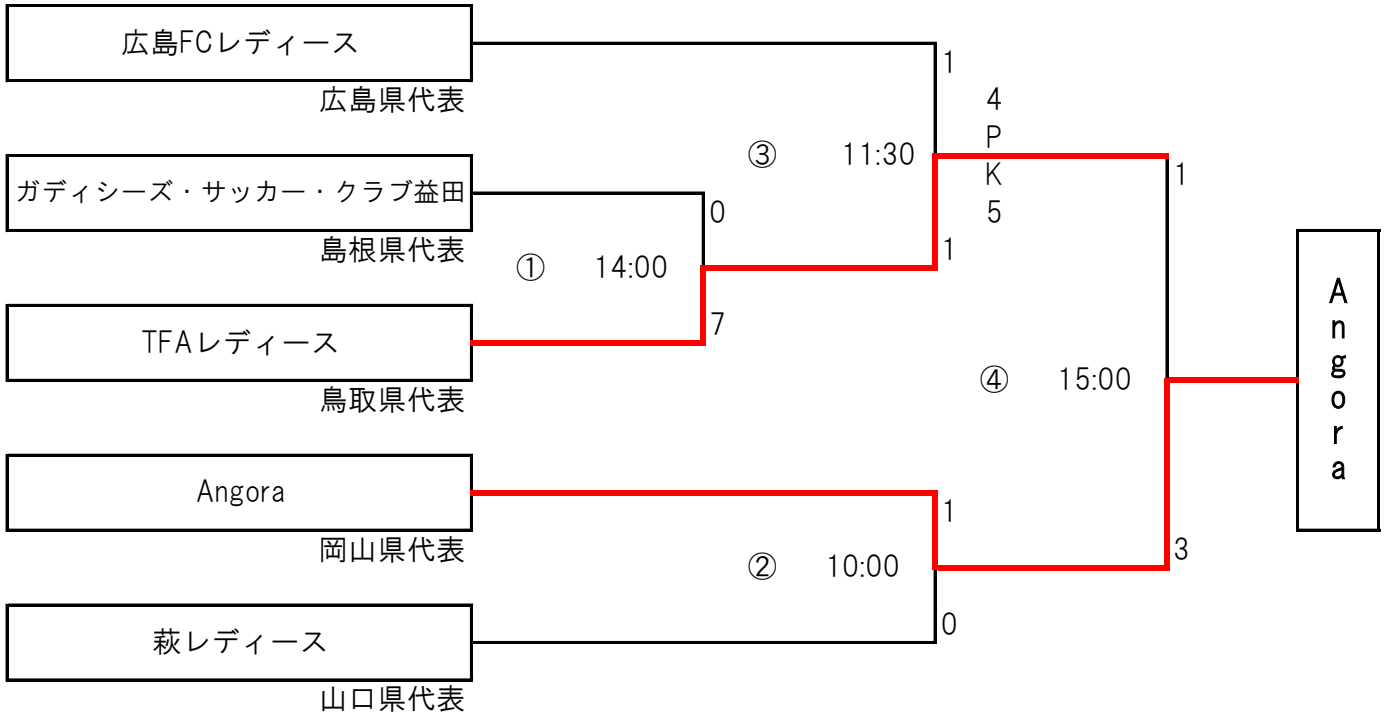 広島FCレディース
広島県代表
1
4
P
K
5
③ 11:30
ガディシーズ・サッカー・クラブ益田
島根県代表
0
① 14:00
1
1
TFAレディース
鳥取県代表
7
④ 15:00
Angora
Angora
岡山県代表
1
② 10:00
3
萩レディース
山口県代表
0